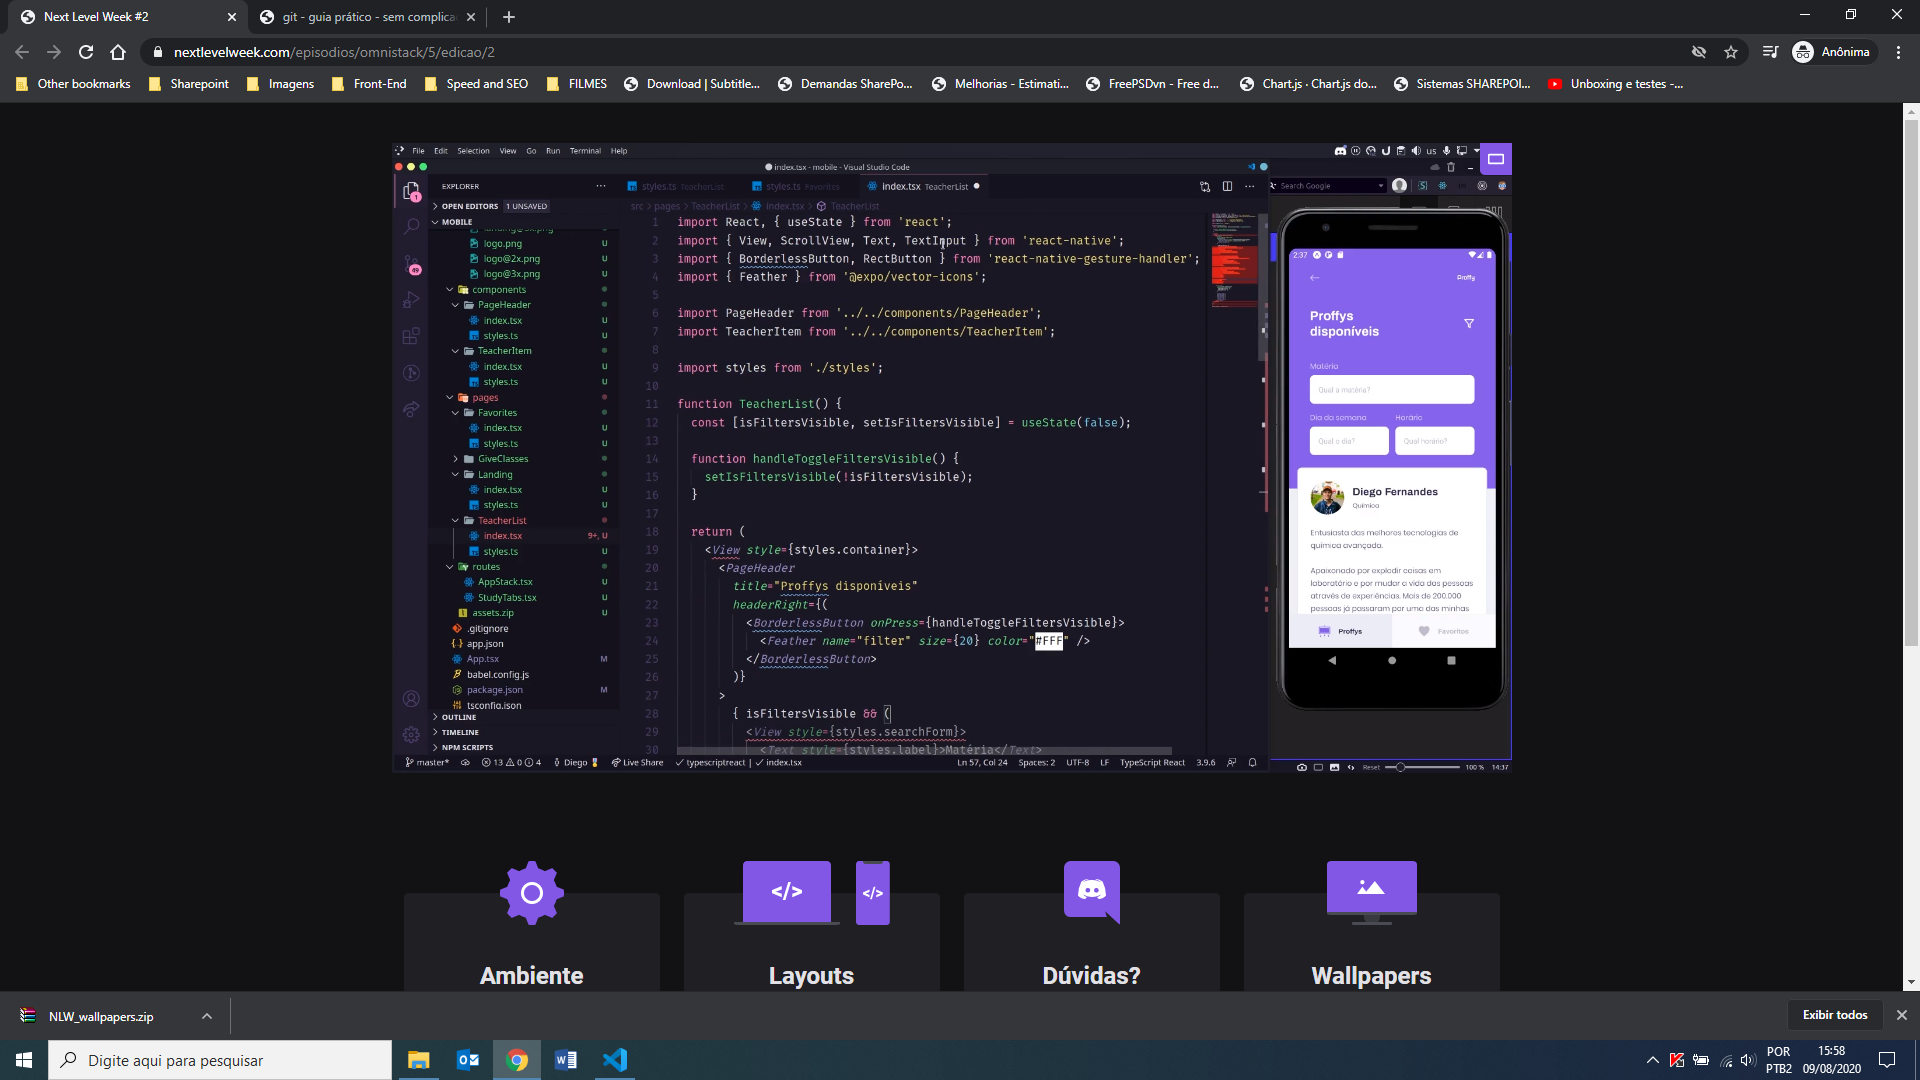 Next Level Week #2
git - guia prático - sem complica
nextlevelweek.com/episodios/omnistack/5/edicao/2
Anônima
Other bookmarks
Sharepoint
Imagens
Front-End
Speed and SEO
FILMES
Download | Subtitle...
Demandas SharePo...
Melhorias - Estimati...
FreePSDvn - Free d...
Chart.js · Chart.js do...
Sistemas SHAREPOI...
Unboxing e testes -...
File Edit Selection View Go Run Terminal Help
index.tsx - mobile - Visual Studio Code
us
Search Google
EXPLORER
OPEN EDITORS 1 UNSAVED
MOBILE
logo.png U
logo@2x.png U
logo@3x.png U
components
PageHeader
index.tsx U
styles.ts U
TeacherItem
index.tsx U
styles.ts U
pages
Favorites
index.tsx U
styles.ts U
GiveClasses
Landing
index.tsx U
styles.ts U
TeacherList
index.tsx 9+, U
styles.ts U
routes
AppStack.tsx U
StudyTabs.tsx U
assets.zip U
.gitignore
app.json
App.tsx M
babel.config.js
package.json M
tsconfig.json
OUTLINE
TIMELINE
NPM SCRIPTS
styles.ts TeacherList
styles.ts Favorites
index.tsx TeacherList
src > pages > TeacherList > index.tsx > TeacherList
1 import React, { useState } from 'react';
2 import { View, ScrollView, Text, TextInput } from 'react-native';
3 import { BorderlessButton, RectButton } from 'react-native-gesture-handler';
4 import { Feather } from '@expo/vector-icons';
5
6 import PageHeader from '../../components/PageHeader';
7 import TeacherItem from '../../components/TeacherItem';
8
9 import styles from './styles';
10
11 function TeacherList() {
12 const [isFiltersVisible, setIsFiltersVisible] = useState(false);
13
14 function handleToggleFiltersVisible() {
15 setIsFiltersVisible(!isFiltersVisible);
16 }
17
18 return (
19 <View style={styles.container}>
20 <PageHeader
21 title="Proffys disponíveis"
22 headerRight={(
23 <BorderlessButton onPress={handleToggleFiltersVisible}>
24 <Feather name="filter" size={20} color="#FFF" />
25 </BorderlessButton>
26 )}
27 >
28 { isFiltersVisible && (
29 <View style={styles.searchForm}>
30 <Text style={styles.label}>Matéria</Text>
master* 13 0 4 Diego Live Share typescriptreact | index.tsx Ln 57, Col 24 Spaces: 2 UTF-8 LF TypeScript React 3.9.6
2:37
Proffy
Proffys
disponíveis
Matéria
Qual a matéria?
Dia da semana Horário
Qual o dia? Qual horário?
Diego Fernandes
Química
Entusiasta das melhores tecnologias de
química avançada.
Apaixonado por explodir coisas em
laboratório e por mudar a vida das pessoas
através de experiências. Mais de 200.000
pessoas já passaram por uma das minhas
Proffys Favoritos
Reset 100 % 14:37
Ambiente
Layouts
Dúvidas?
Wallpapers
NLW_wallpapers.zip
Exibir todos
Digite aqui para pesquisar
POR
PTB2
15:58
09/08/2020